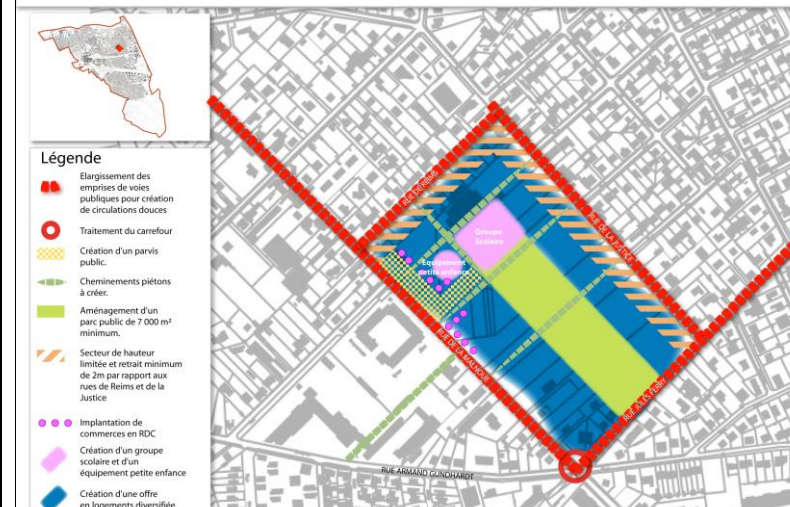 Légende
Elargissement des
emprises de voies
publiques pour création
de circulations douces
Traitement du carrefour
Création d'un parvis
public.
Cheminements piétons
à créer.
Aménagement d'un
parc public de 7 000 m²
minimum.
Secteur de hauteur
limitée et retrait minimum
de 2m par rapport aux
rues de Reims et de la
Justice
Implantation de
commerces en RDC
Création d'un groupe
scolaire et d'un
équipement petite enfance
Création d'une offre
en logements diversifiée
RUE DE REIMS
RUE DE LA JUSTICE
Groupe
Scolaire
Equipement
petite enfance
RUE DE LA MALNOUE
RUE JULES FERRY
RUE ARMAND GUNDHARDT